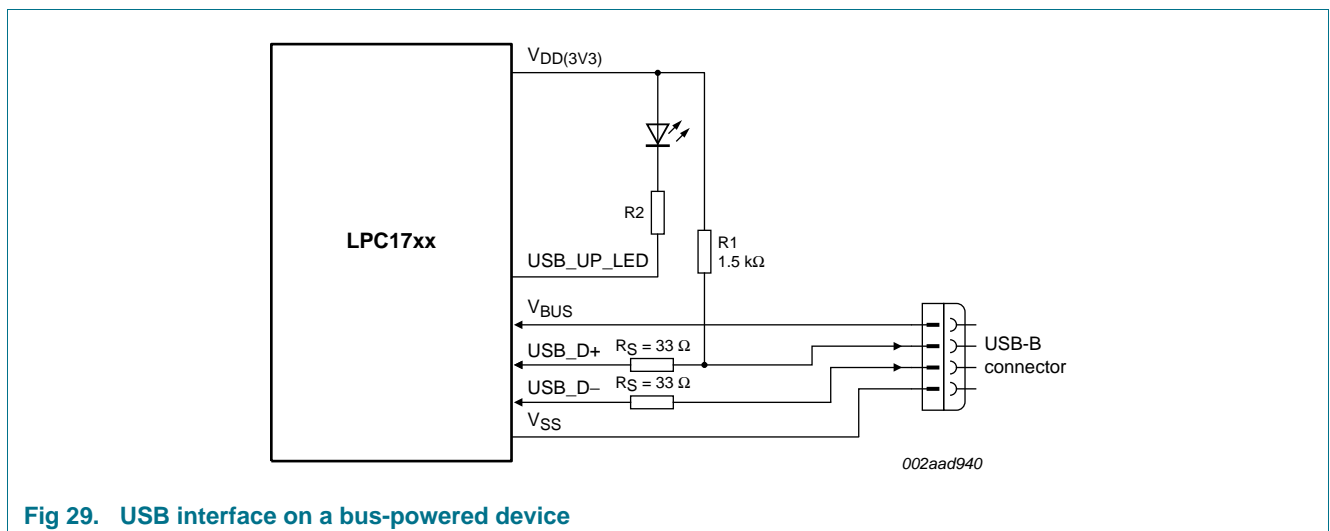 VDD(3V3)
R2
LPC17xx
R1
1.5 kΩ
USB_UP_LED
VBUS
USB_D+
RS = 33 Ω
USB-B
connector
USB_D−
RS = 33 Ω
VSS
002aad940
Fig 29. USB interface on a bus-powered device